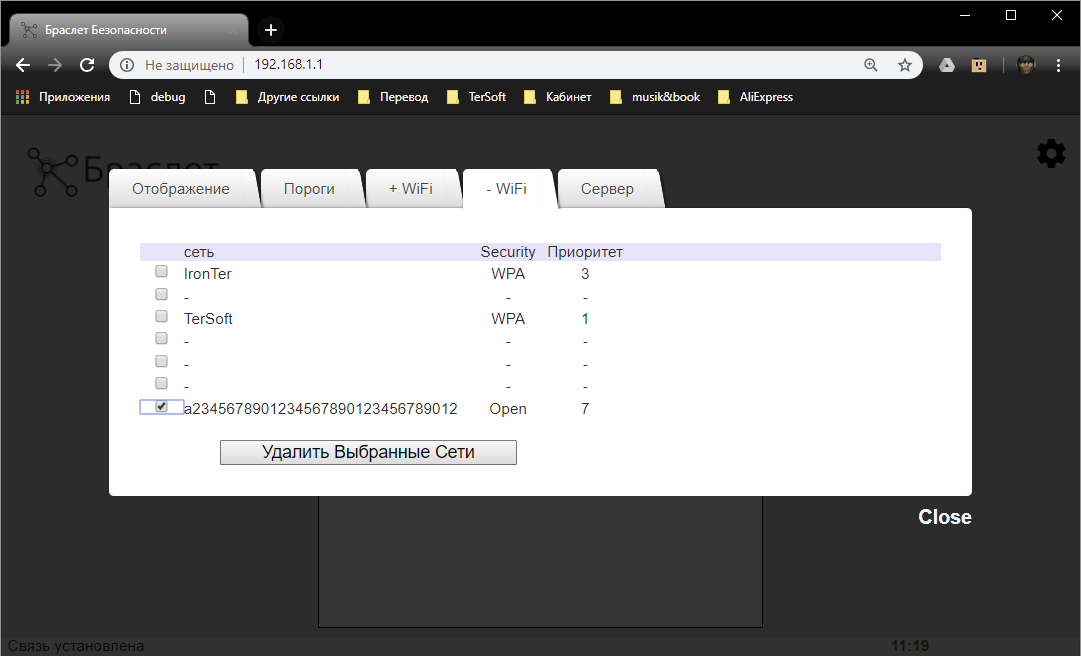 Браслет Безопасности
Не защищено 192.168.1.1
Приложения debug Другие ссылки Перевод TerSoft Кабинет musik&book AliExpress
Браслет
Отображение Пороги + WiFi - WiFi Сервер
сеть Security Приоритет
IronTer WPA 3
- - -
TerSoft WPA 1
- - -
- - -
- - -
a2345678901234567890123456789012 Open 7
Удалить Выбранные Сети
Close
Связь установлена 11:19